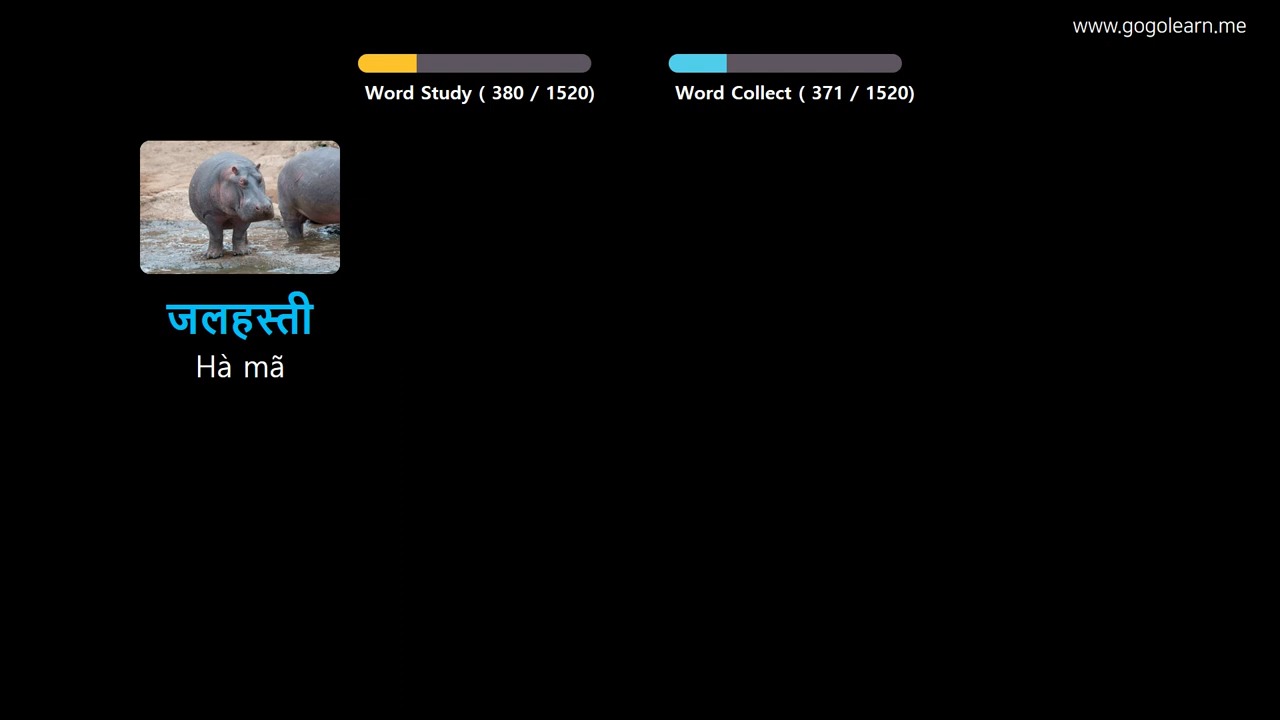 www.gogolearn.me
Word Study ( 380 / 1520)
Word Collect ( 371 / 1520)
जलहस्ती
Hà mã